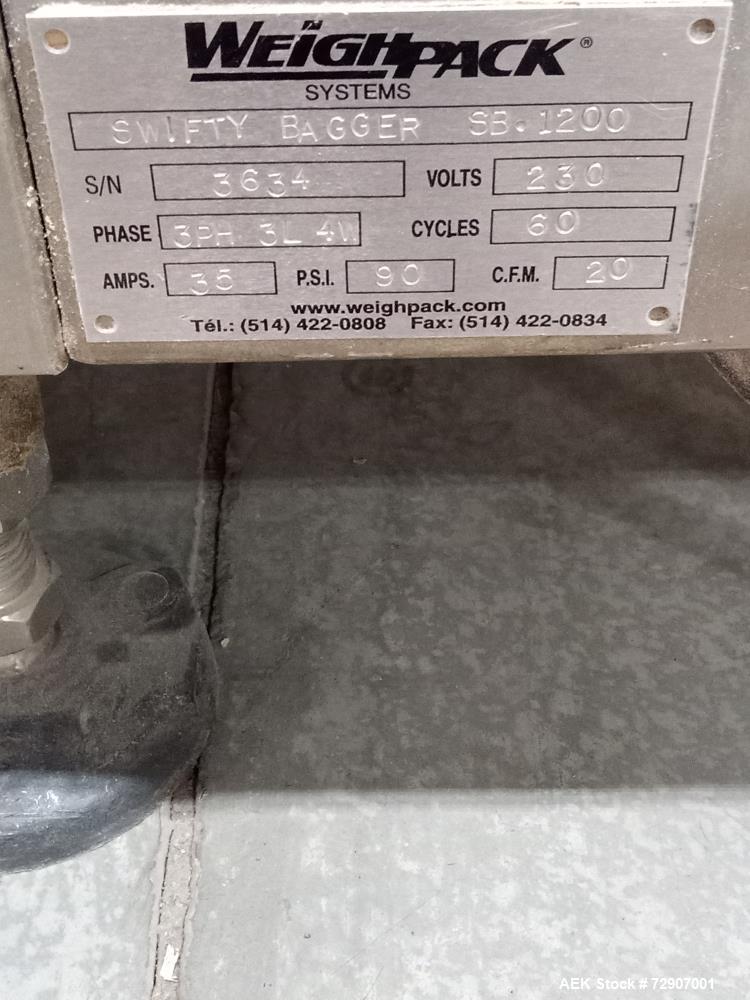 WEIGHPACK®
SYSTEMS
SWIFTY BAGGER SB.1200
S/N 3634 VOLTS 230
PHASE 3PH 3L 4W CYCLES 60
AMPS. 35 P.S.I. 90 C.F.M. 20
www.weighpack.com
Tél.: (514) 422-0808 Fax: (514) 422-0834
AEK Stock # 72907001